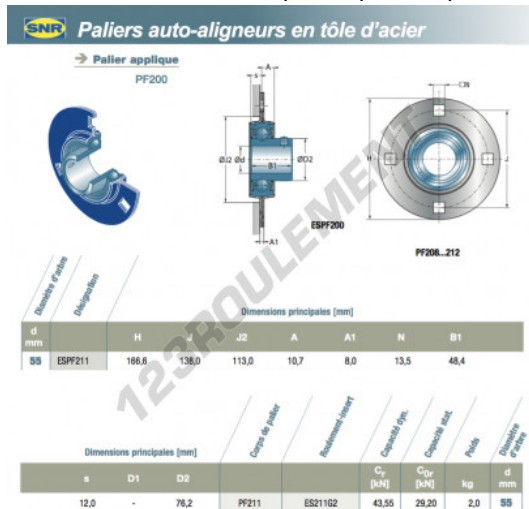 SNR Paliers auto-aligneurs en tôle d'acier
Palier applique
PF200
A
s
□N
ØJ2 Ød B1 ØD2
H J
A1
ESPF200
PF208...212
123ROULEMENT
Diamètre d'arbre Désignation
Dimensions principales [mm]
d mm H J J2 A A1 N B1
55 ESPF211 166,6 138,0 113,0 10,7 8,0 13,5 48,4
Corps de palier Roulement-insert Capacité dyn. Capacité stat. Poids Diamètre d'arbre
Dimensions principales [mm]
s D1 D2 Cr [kN] C0r [kN] kg d mm
12,0 - 76,2 PF211 ES211G2 43,55 29,20 2,0 55